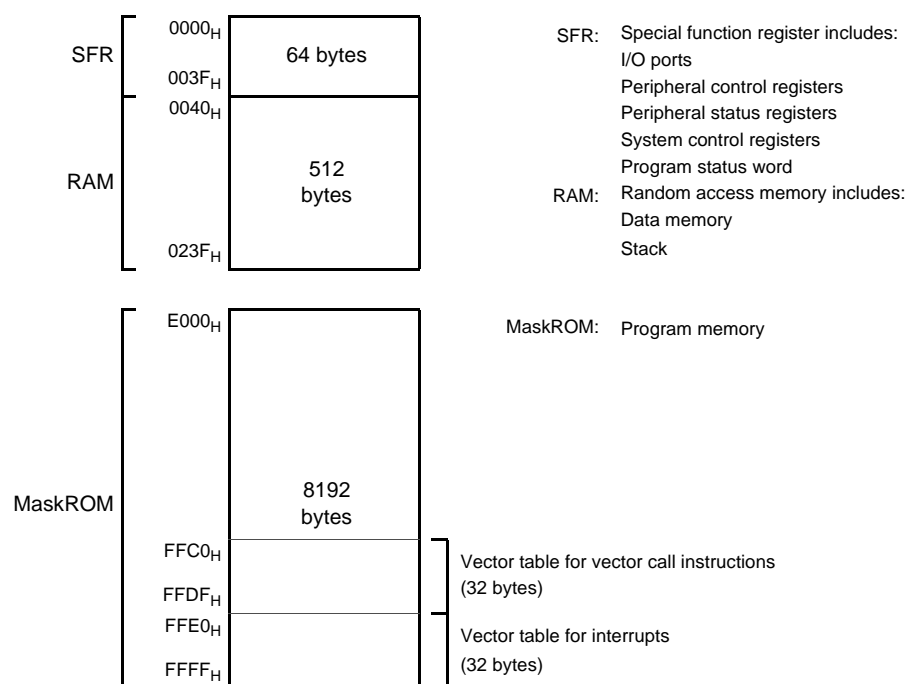 0000H
SFR
64 bytes
003FH
0040H
RAM
512
bytes
023FH
SFR: Special function register includes:
I/O ports
Peripheral control registers
Peripheral status registers
System control registers
Program status word
RAM: Random access memory includes:
Data memory
Stack
E000H
MaskROM: Program memory
MaskROM
8192
bytes
FFC0H
Vector table for vector call instructions
(32 bytes)
FFDFH
FFE0H
Vector table for interrupts
(32 bytes)
FFFFH